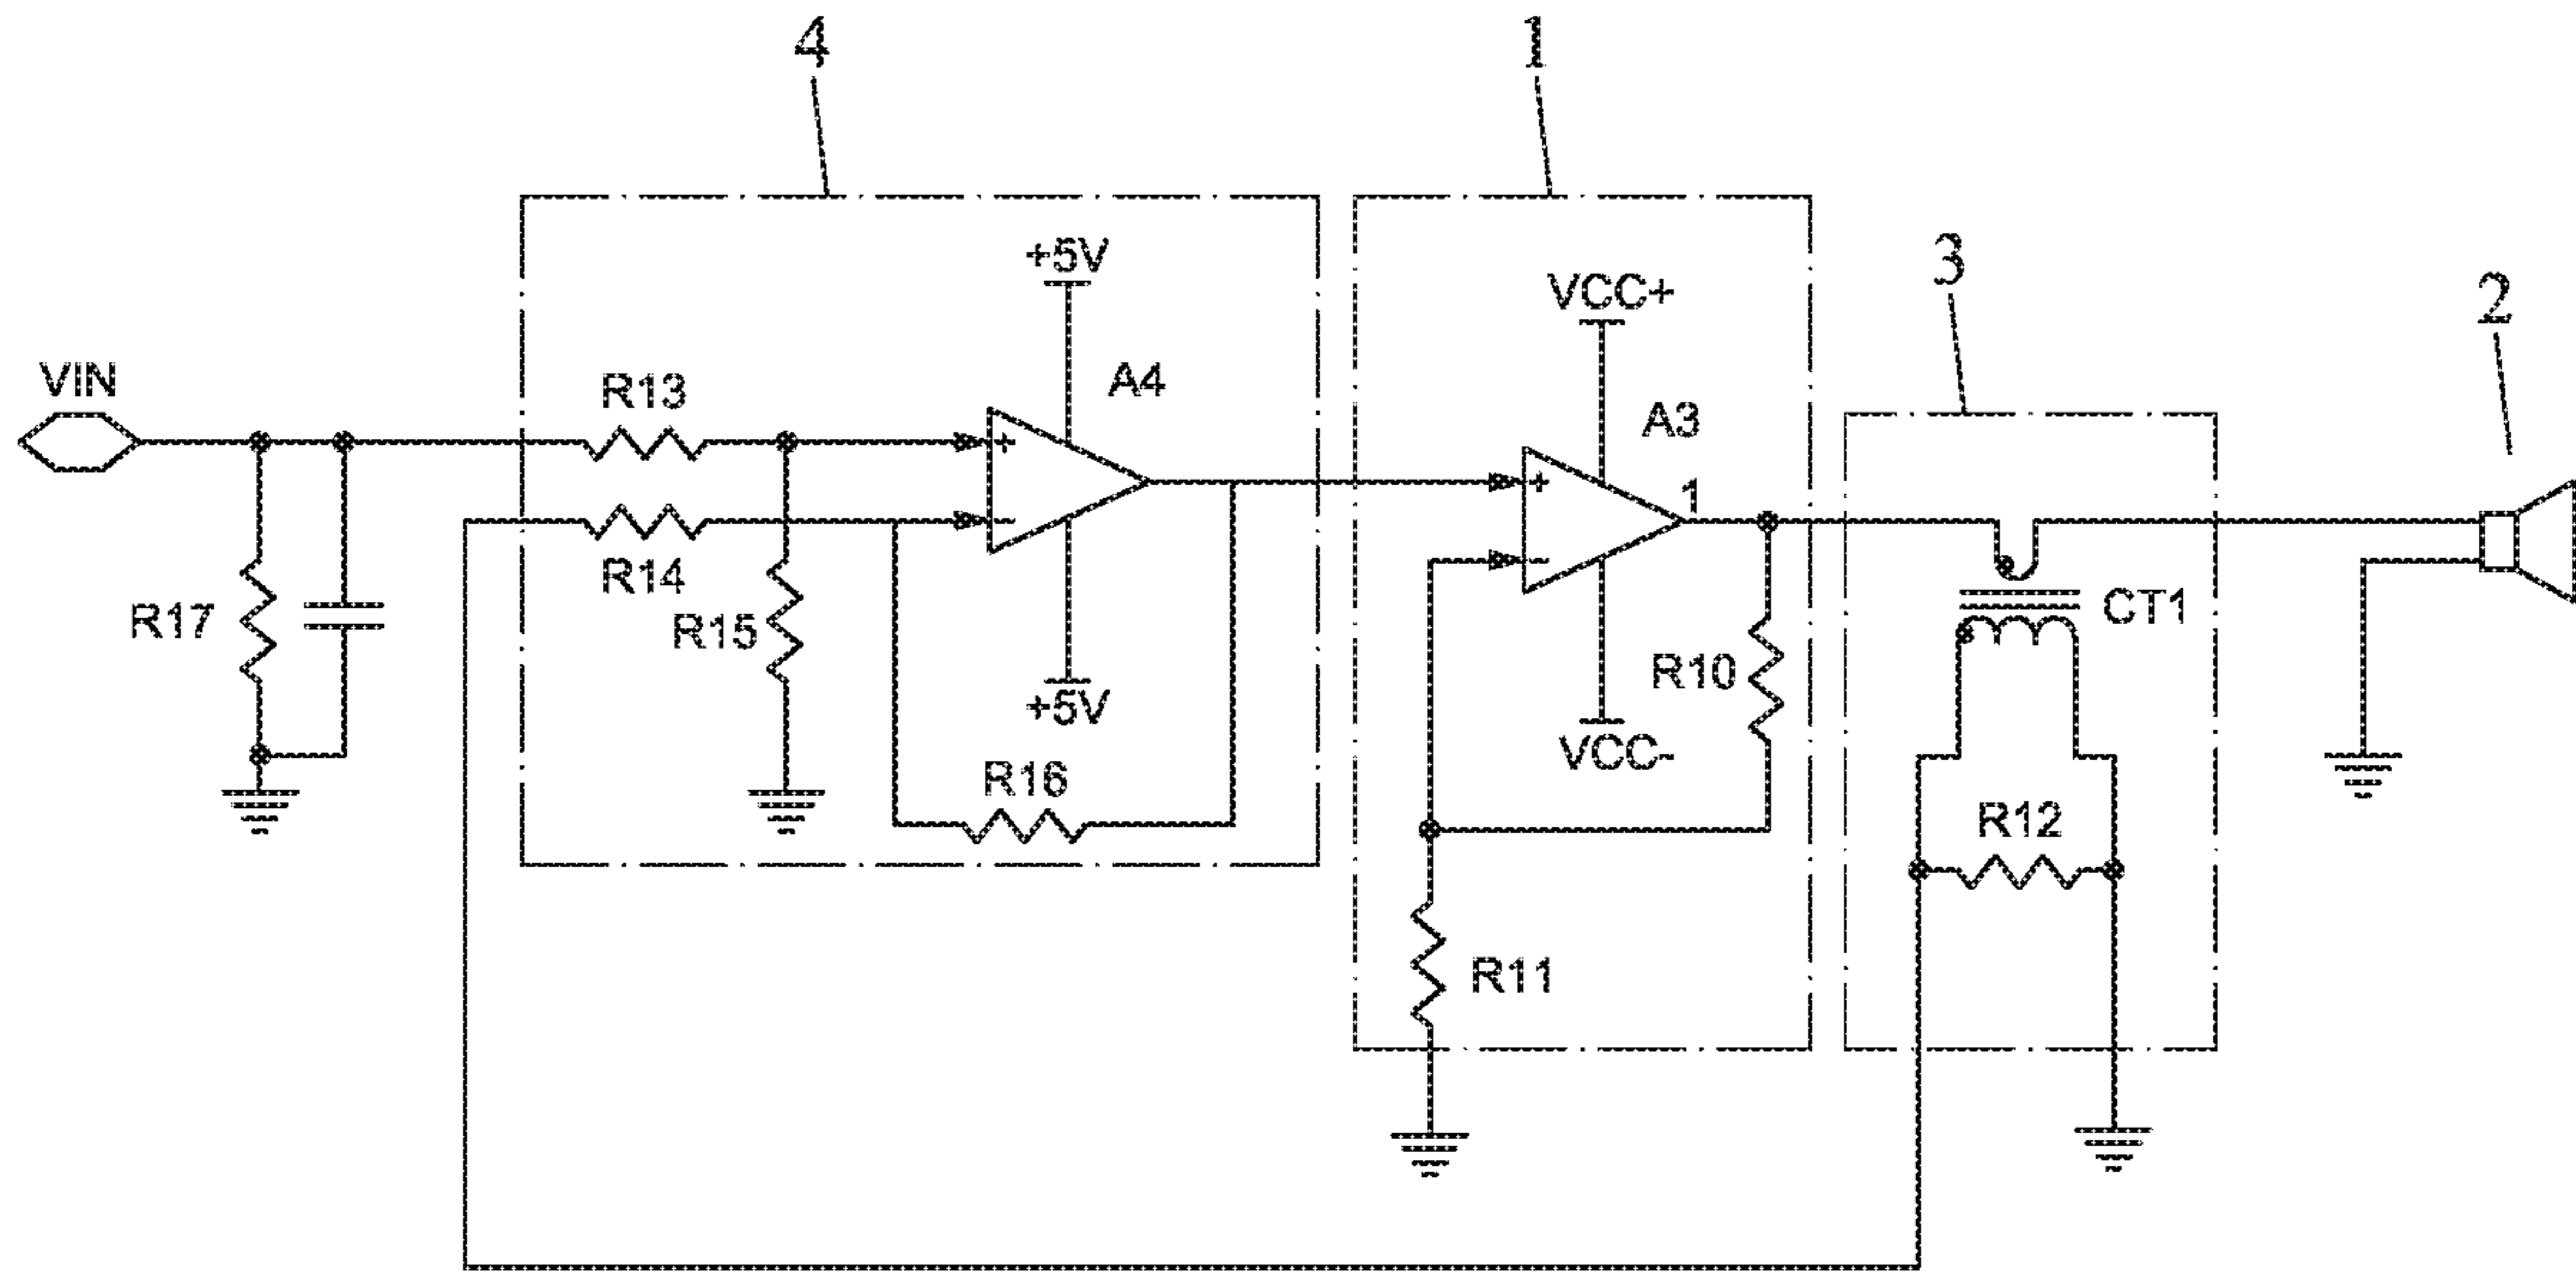 4
1
3
2
+5V
VCC+
VIN
R13
A4
A3
+
+
1
-
-
R14
R17
R15
CT1
R10
+5V
VCC-
R16
R12
R11